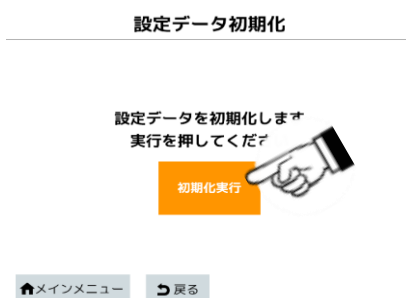 設定データ初期化
設定データを初期化します
実行を押してくだ
初期化実行
メインメニュー
戻る